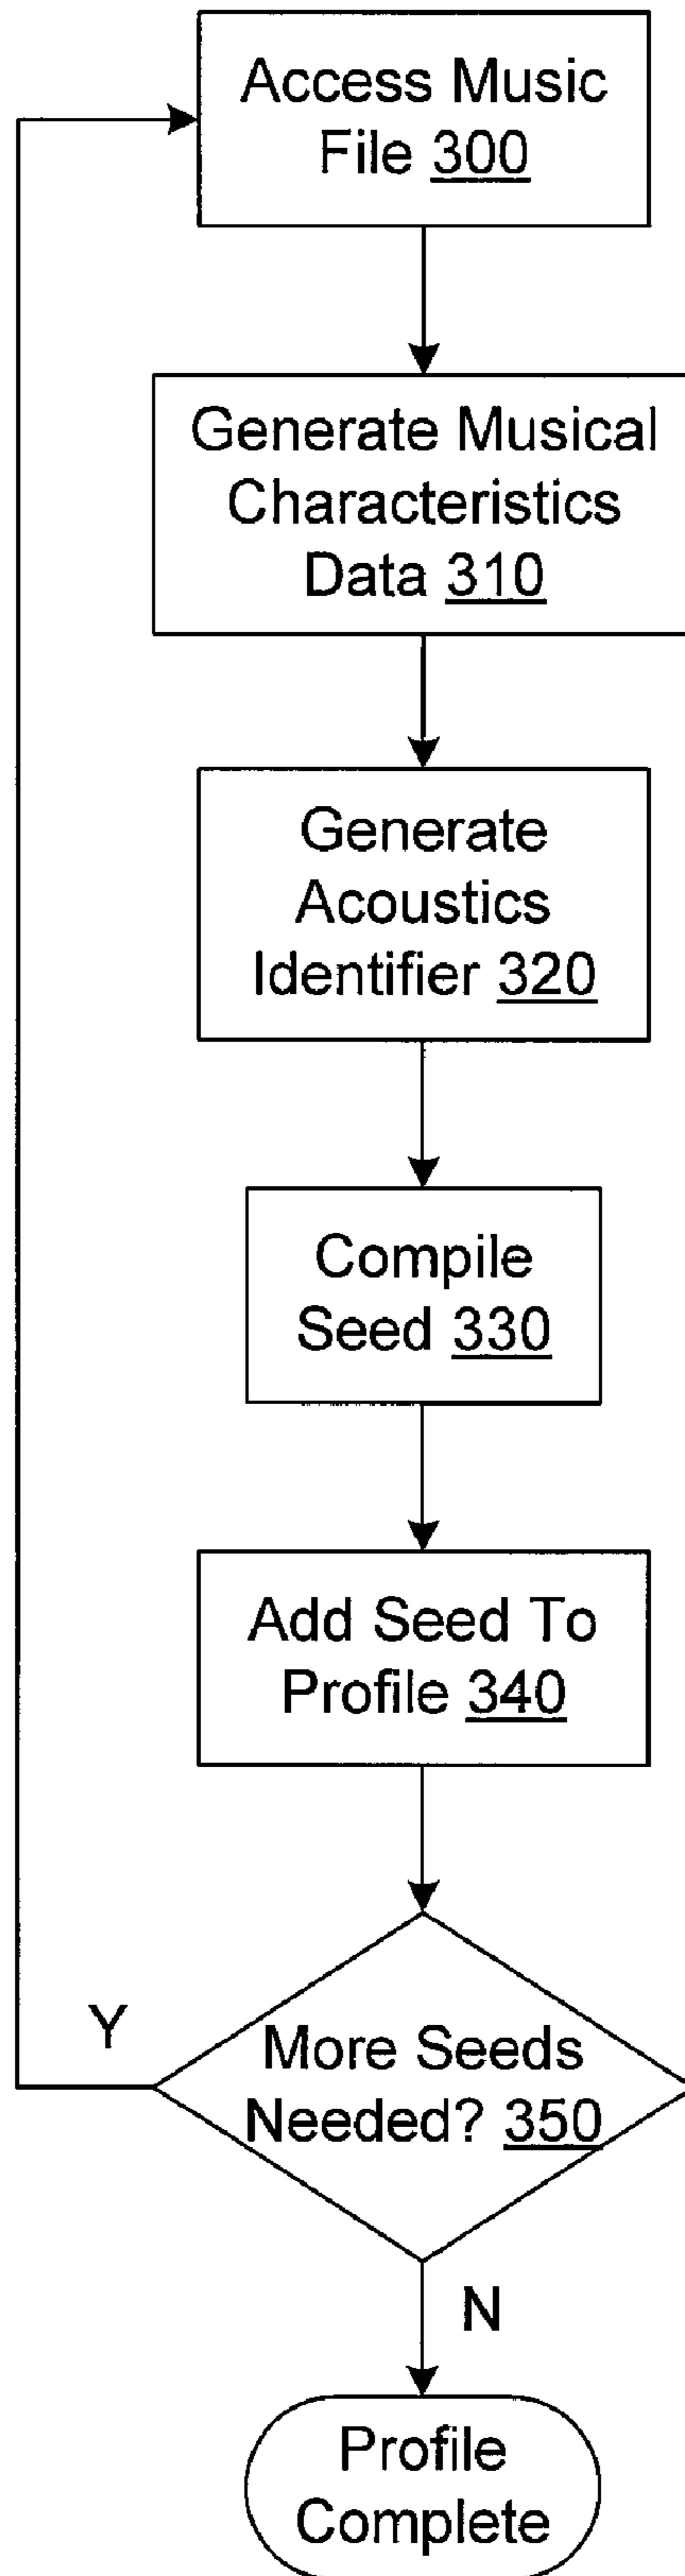 Access Music
File 300
Generate Musical
Characteristics
Data 310
Generate
Acoustics
Identifier 320
Compile
Seed 330
Add Seed To
Profile 340
Y
More Seeds
Needed? 350
N
Profile
Complete